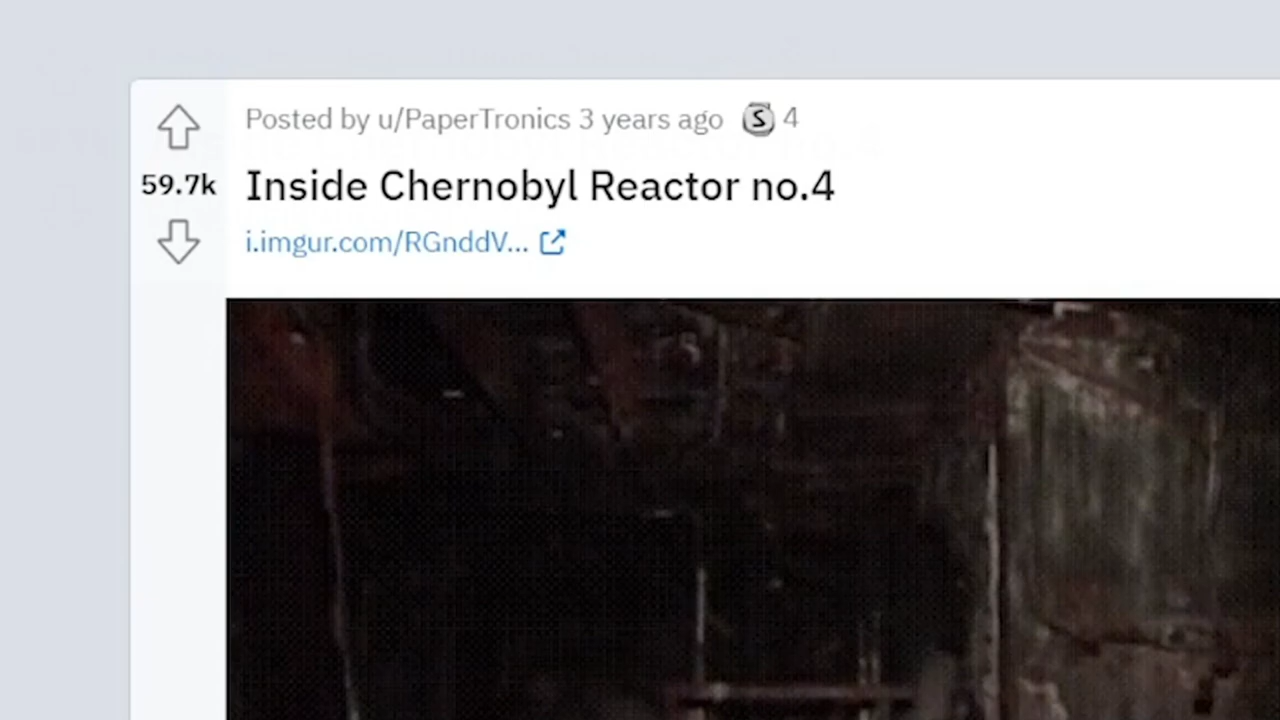 Posted by u/PaperTronics 3 years ago S 4
59.7k
Inside Chernobyl Reactor no.4
i.imgur.com/RGnddV...